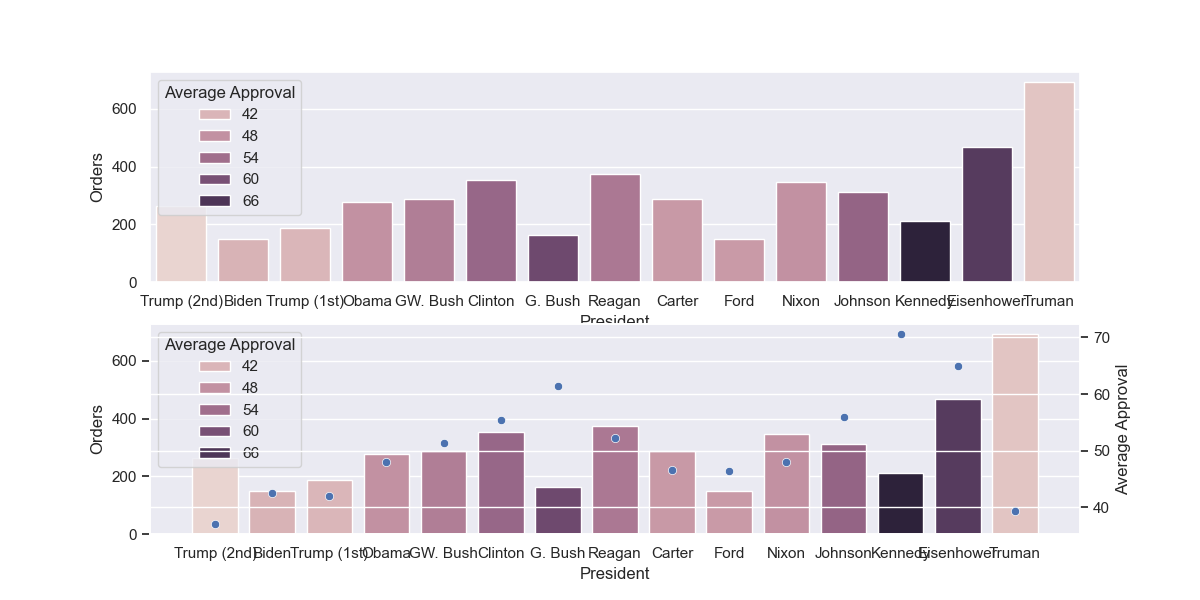 Average Approval
42
48
54
60
66
600
400
200
0
Orders
Trump (2nd) Biden Trump (1st) Obama GW. Bush Clinton G. Bush Reagan Carter Ford Nixon Johnson Kennedy Eisenhower Truman
President
Average Approval
42
48
54
60
66
600
400
200
0
Orders
70
60
50
40
Average Approval
Trump (2nd) Biden Trump (1st) Obama GW. Bush Clinton G. Bush Reagan Carter Ford Nixon Johnson Kennedy Eisenhower Truman
President